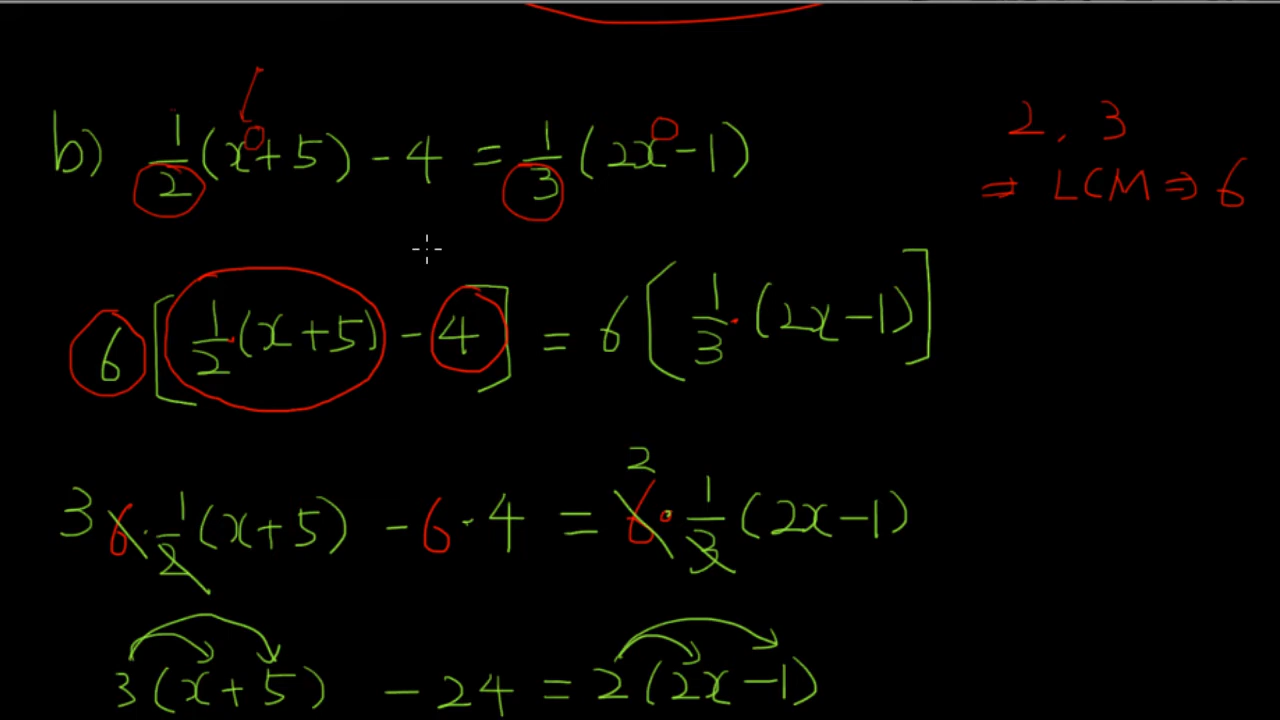 b) 1/2 (x + 5) - 4 = 1/3 (2x - 1)
2, 3
⇒ LCM ⇒ 6
6 [ 1/2 · (x + 5) - 4 ] = 6 [ 1/3 · (2x - 1) ]
3 6 · 1/2 (x + 5) - 6 · 4 = 2 6 · 1/3 (2x - 1)
3 (x + 5) - 24 = 2 (2x - 1)